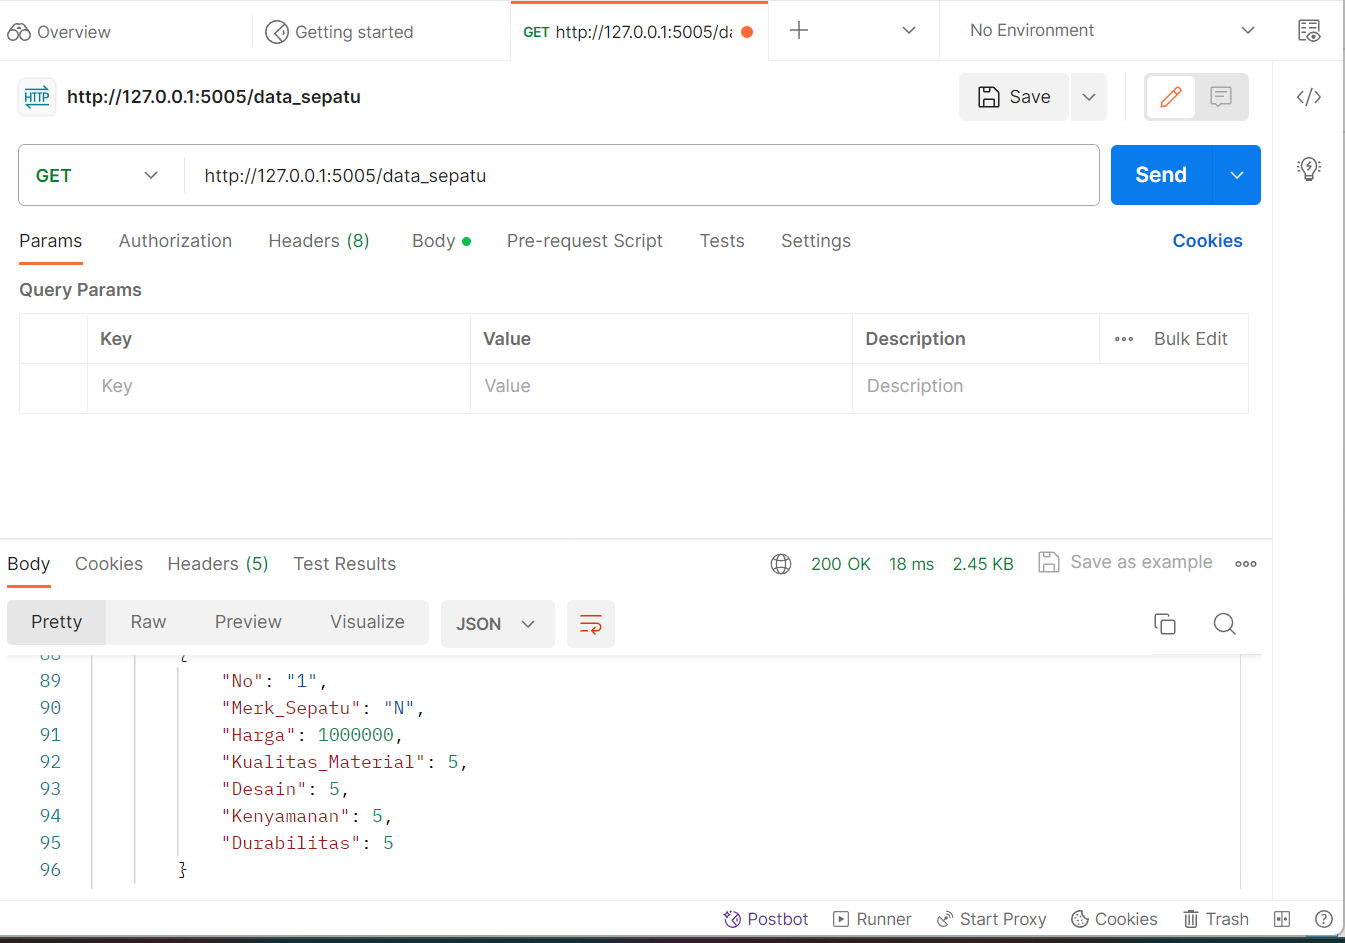 Overview
Getting started
GET http://127.0.0.1:5005/da
No Environment
HTTP http://127.0.0.1:5005/data_sepatu
Save
GET http://127.0.0.1:5005/data_sepatu
Send
Params Authorization Headers (8) Body Pre-request Script Tests Settings Cookies
Query Params
Key Value Description Bulk Edit
Key Value Description
Body Cookies Headers (5) Test Results 200 OK 18 ms 2.45 KB Save as example
Pretty Raw Preview Visualize JSON
88 {
89 "No": "1",
90 "Merk_Sepatu": "N",
91 "Harga": 1000000,
92 "Kualitas_Material": 5,
93 "Desain": 5,
94 "Kenyamanan": 5,
95 "Durabilitas": 5
96 }
Postbot Runner Start Proxy Cookies Trash